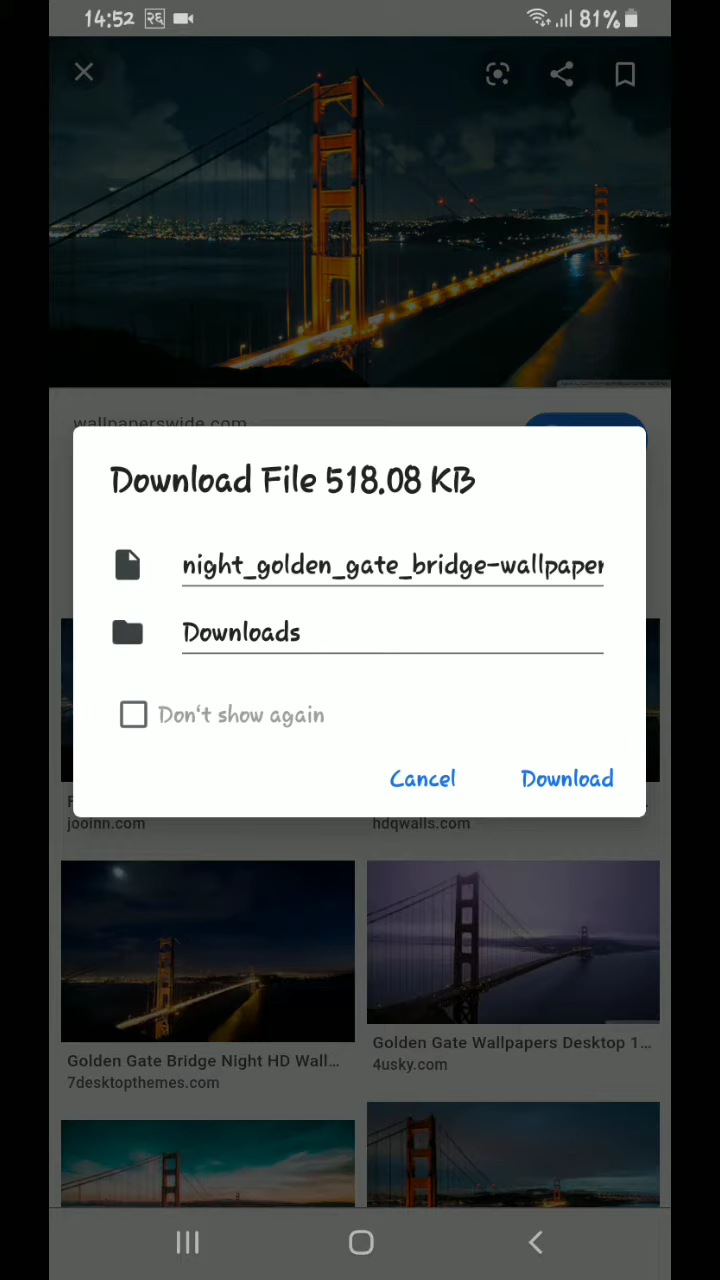 14:52 २६ 81%
wallpaperswide.com
Download File 518.08 KB
night_golden_gate_bridge-wallpaper
Downloads
Don't show again
Cancel Download
jooinn.com
hdqwalls.com
Golden Gate Bridge Night HD Wall...
7desktopthemes.com
Golden Gate Wallpapers Desktop 1...
4usky.com